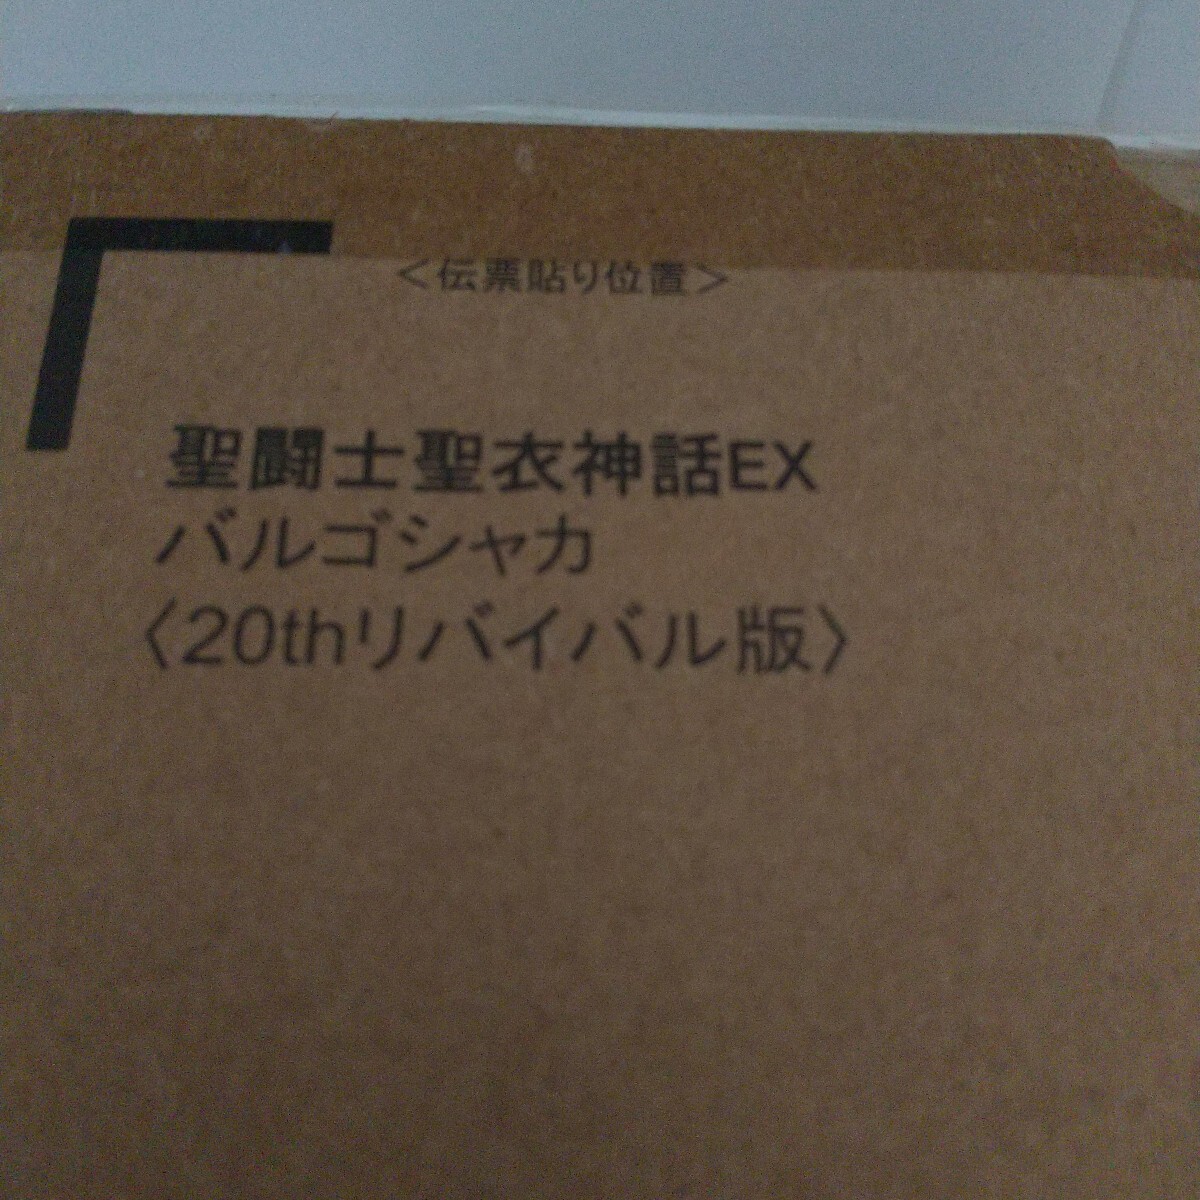 ＜伝票貼り位置＞
聖闘士聖衣神話EX
バルゴシャカ
〈20thリバイバル版〉